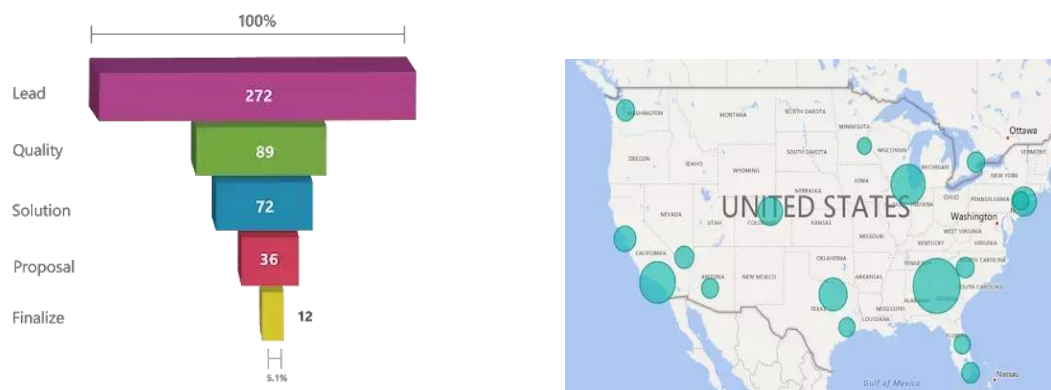 100%
Lead
272
Quality
89
Solution
72
Proposal
36
Finalize
12
5.1%
WASHINGTON
MONTANA
NORTH DAKOTA
MINNESOTA
Ottawa
OREGON
IDAHO
SOUTH DAKOTA
WISCONSIN
MICHIGAN
VERMONT
WYOMING
NEW YORK
IOWA
NEBRASKA
NEVADA
UTAH
UNITED STATES
INDIANA
OHIO
PENNSYLVANIA
Washington
KANSAS
MISSOURI
WEST VIRGINIA
KENTUCKY
VIRGINIA
CALIFORNIA
OKLAHOMA
ARKANSAS
ARIZONA
NEW MEXICO
SOUTH CAROLINA
MISSISSIPPI
ALABAMA
GEORGIA
TEXAS
LOUISIANA
Gulf of Mexico
Nassau